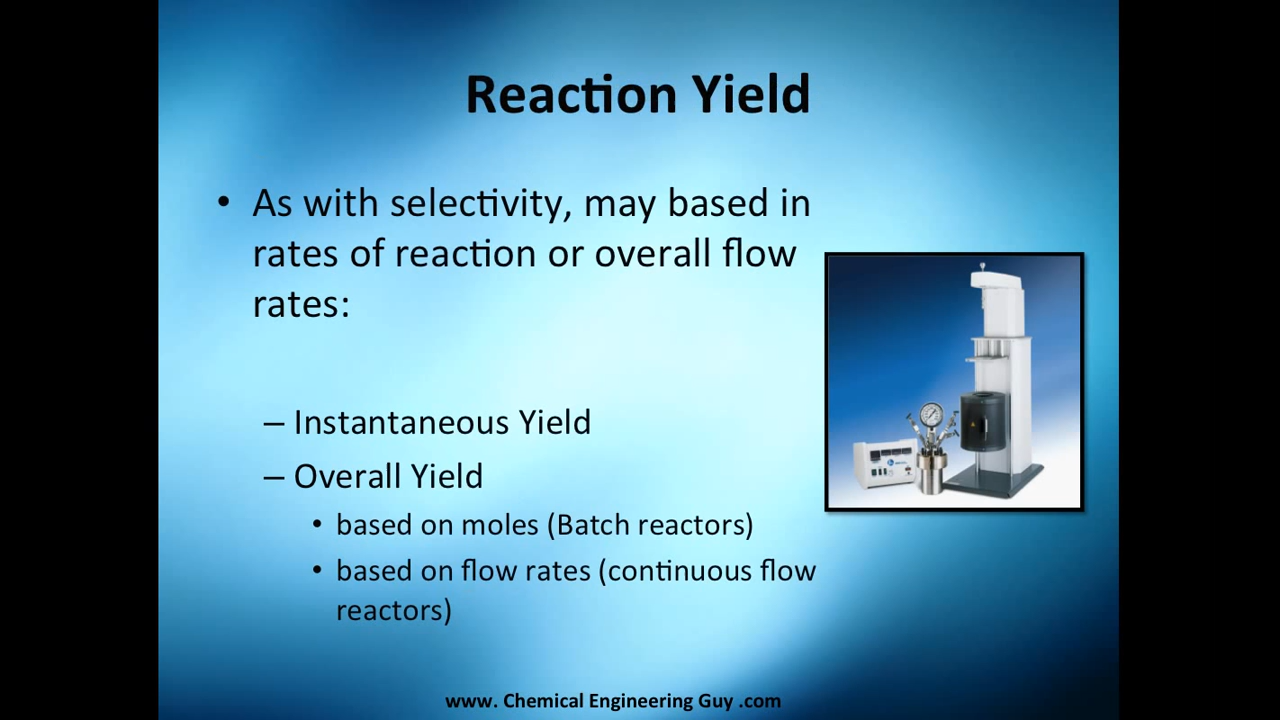 Reaction Yield
• As with selectivity, may based in
rates of reaction or overall flow
rates:
– Instantaneous Yield
– Overall Yield
• based on moles (Batch reactors)
• based on flow rates (continuous flow
reactors)
www. Chemical Engineering Guy .com